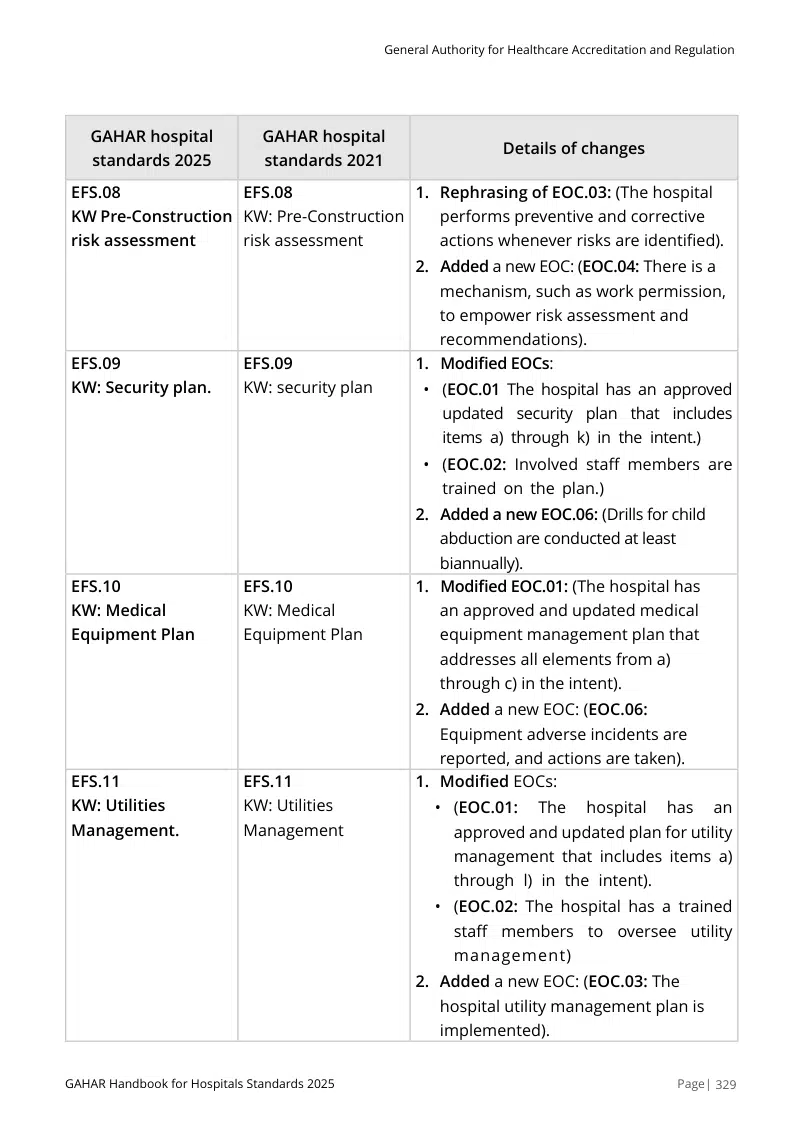 General Authority for Healthcare Accreditation and Regulation
GAHAR hospital
standards 2025
GAHAR hospital
standards 2021
Details of changes
EFS.08
KW Pre-Construction
risk assessment
EFS.08
KW: Pre-Construction
risk assessment
1. Rephrasing of EOC.03: (The hospital
performs preventive and corrective
actions whenever risks are identified).
2. Added a new EOC: (EOC.04: There is a
mechanism, such as work permission,
to empower risk assessment and
recommendations).
EFS.09
KW: Security plan.
EFS.09
KW: security plan
1. Modified EOCs:
• (EOC.01 The hospital has an approved
updated security plan that includes
items a) through k) in the intent.)
• (EOC.02: Involved staff members are
trained on the plan.)
2. Added a new EOC.06: (Drills for child
abduction are conducted at least
biannually).
EFS.10
KW: Medical
Equipment Plan
EFS.10
KW: Medical
Equipment Plan
1. Modified EOC.01: (The hospital has
an approved and updated medical
equipment management plan that
addresses all elements from a)
through c) in the intent).
2. Added a new EOC: (EOC.06:
Equipment adverse incidents are
reported, and actions are taken).
EFS.11
KW: Utilities
Management.
EFS.11
KW: Utilities
Management
1. Modified EOCs:
• (EOC.01: The hospital has an
approved and updated plan for utility
management that includes items a)
through l) in the intent).
• (EOC.02: The hospital has a trained
staff members to oversee utility
management)
2. Added a new EOC: (EOC.03: The
hospital utility management plan is
implemented).
GAHAR Handbook for Hospitals Standards 2025
Page| 329